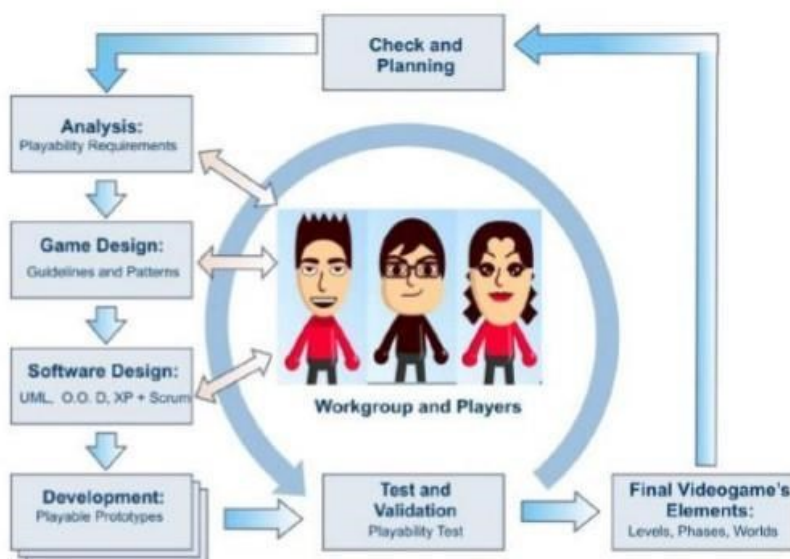 Check and
Planning
Analysis:
Playability Requirements
Game Design:
Guidelines and Patterns
Software Design:
UML, O.O. D, XP + Scrum
Workgroup and Players
Development:
Playable Prototypes
Test and
Validation
Playability Test
Final Videogame's
Elements:
Levels, Phases, Worlds